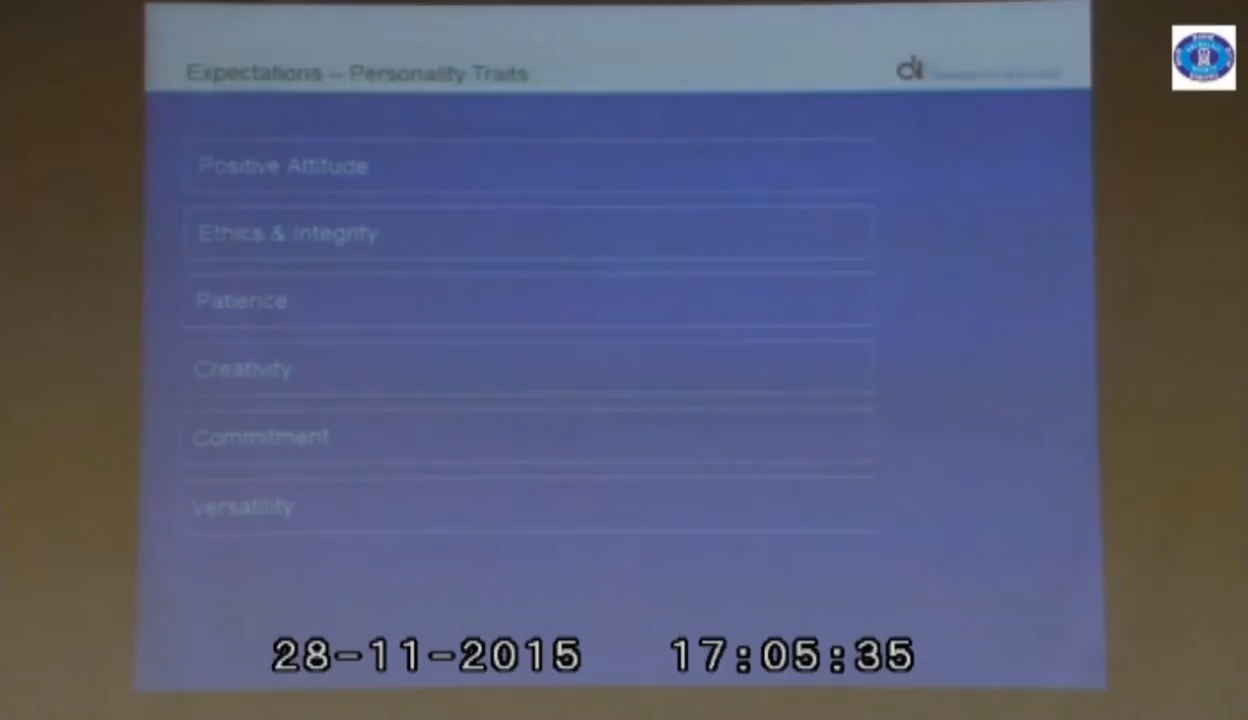 Expectations – Personality Traits
Positive Attitude
Ethics & Integrity
Patience
Creativity
Commitment
Versatility
28-11-2015 17:05:35